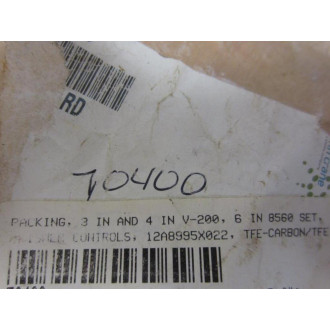 RD
70400
PACKING, 3 IN AND 4 IN V-200, 6 IN 8560 SET,
CONTROLS, 12A8995X022, TFE-CARBON/TFE